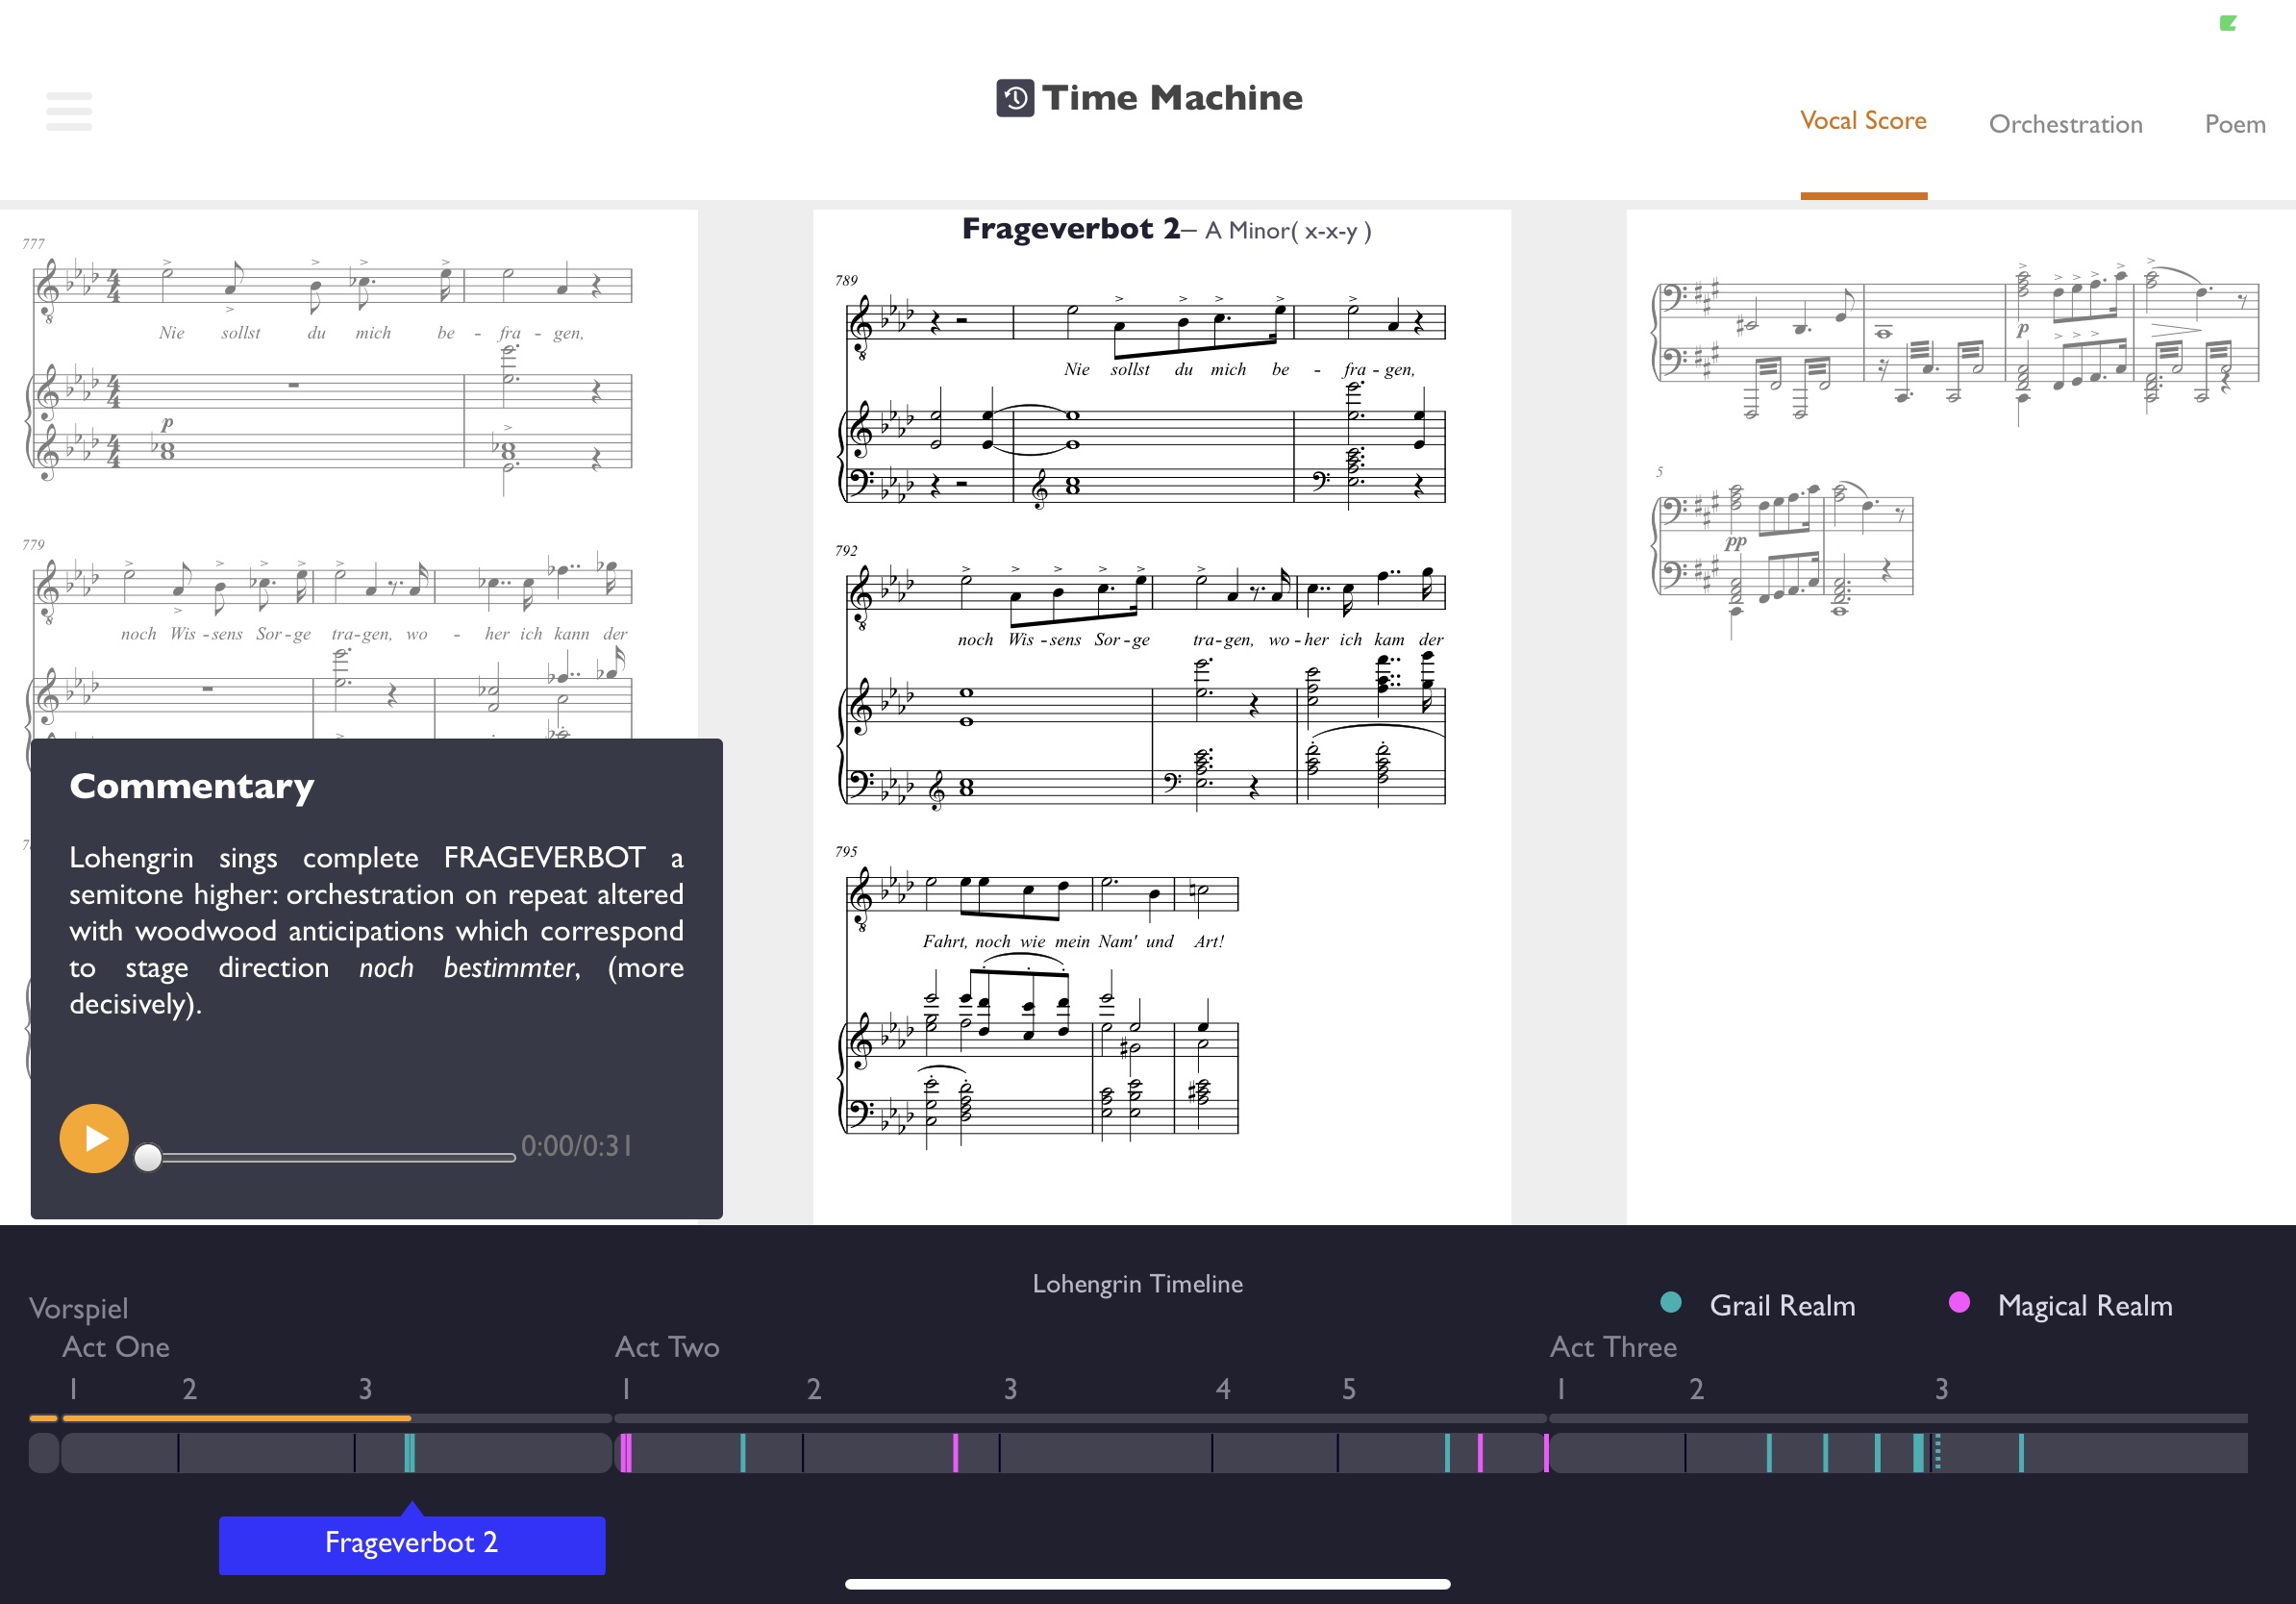 Time Machine
Vocal Score Orchestration Poem
777
Nie sollst du mich be - fra - gen,
p
779
noch Wis - sens Sor - ge tra - gen, wo - her ich kann der
Frageverbot 2– A Minor( x-x-y )
789
Nie sollst du mich be - fra - gen,
792
noch Wis - sens Sor - ge tra - gen, wo - her ich kam der
795
Fahrt, noch wie mein Nam' und Art!
p
5
pp
Commentary
Lohengrin sings complete FRAGEVERBOT a
semitone higher: orchestration on repeat altered
with woodwood anticipations which correspond
to stage direction noch bestimmter, (more
decisively).
0:00/0:31
Lohengrin Timeline
Grail Realm Magical Realm
Vorspiel
Act One Act Two Act Three
1 2 3 1 2 3 4 5 1 2 3
Frageverbot 2